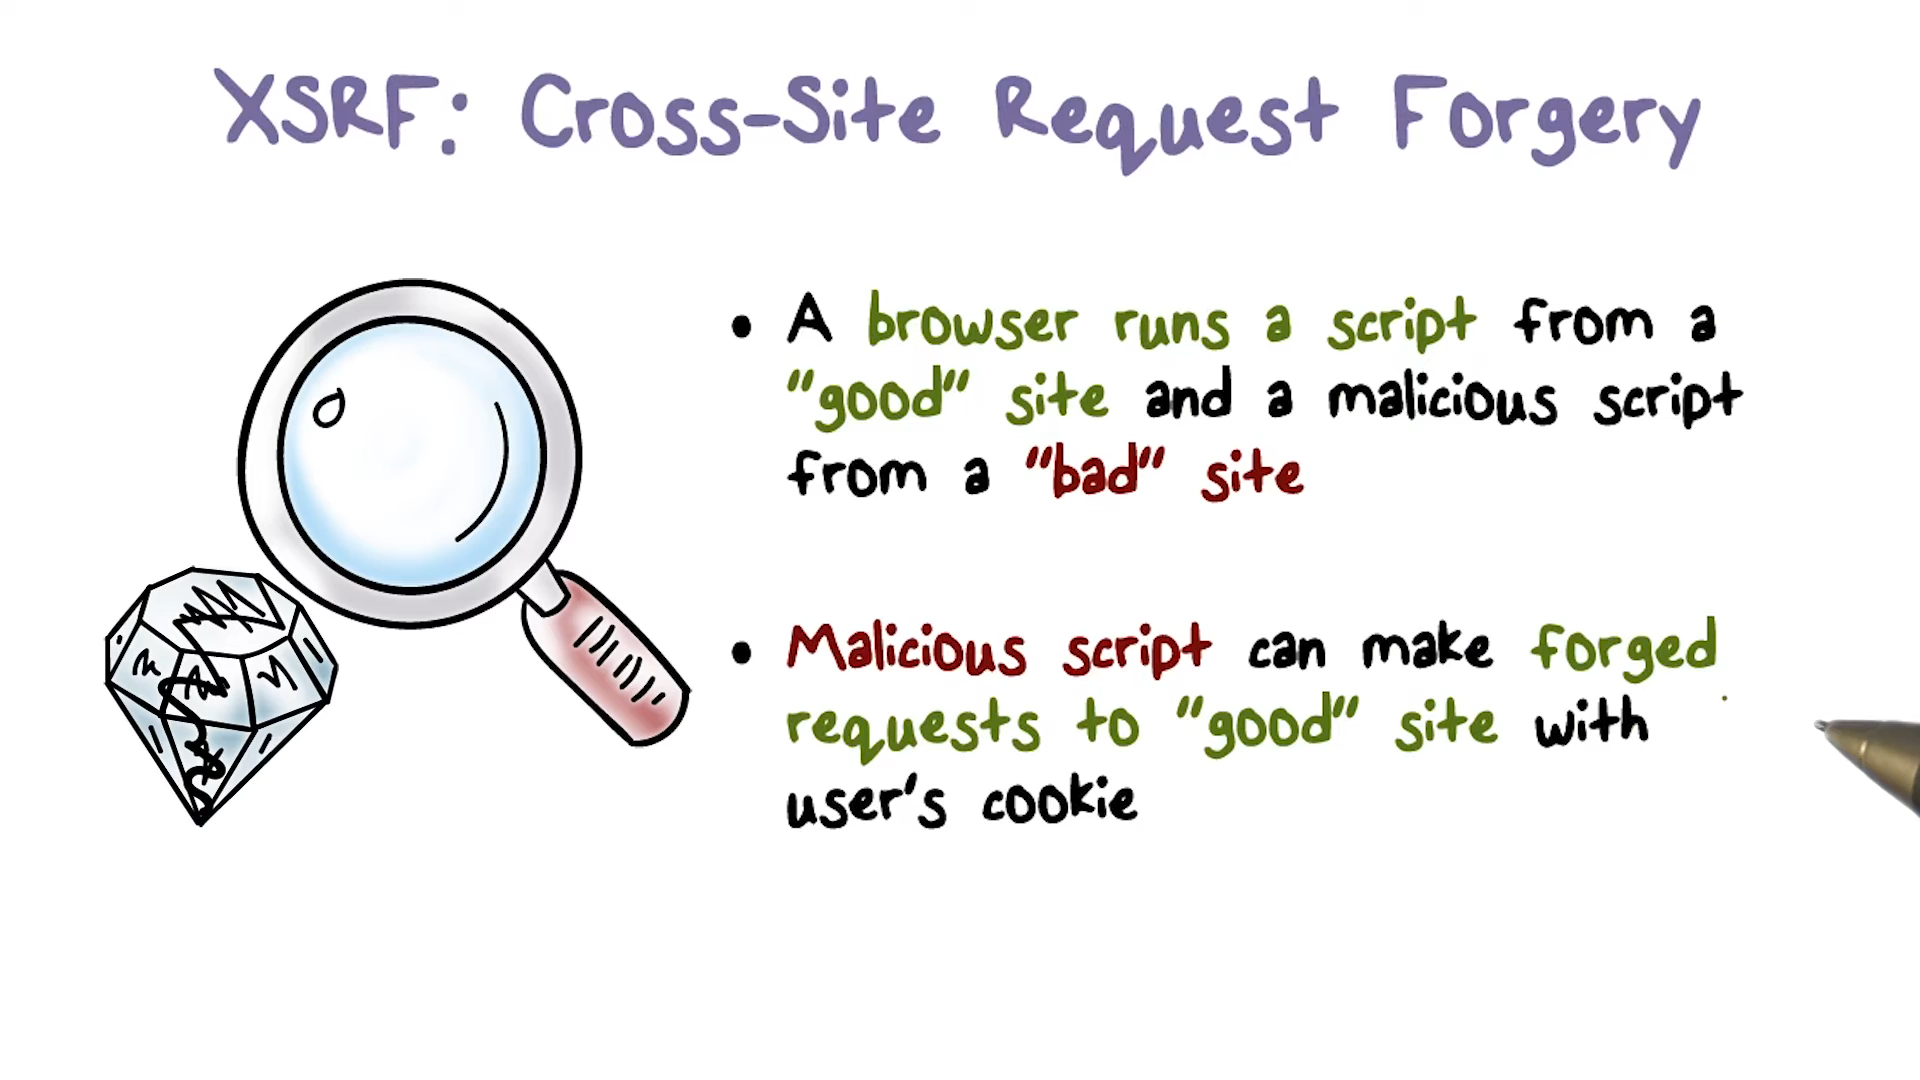 XSRF: Cross-Site Request Forgery
• A browser runs a script from a
"good" site and a malicious script
from a "bad" site
• Malicious script can make forged
requests to "good" site with
user's cookie